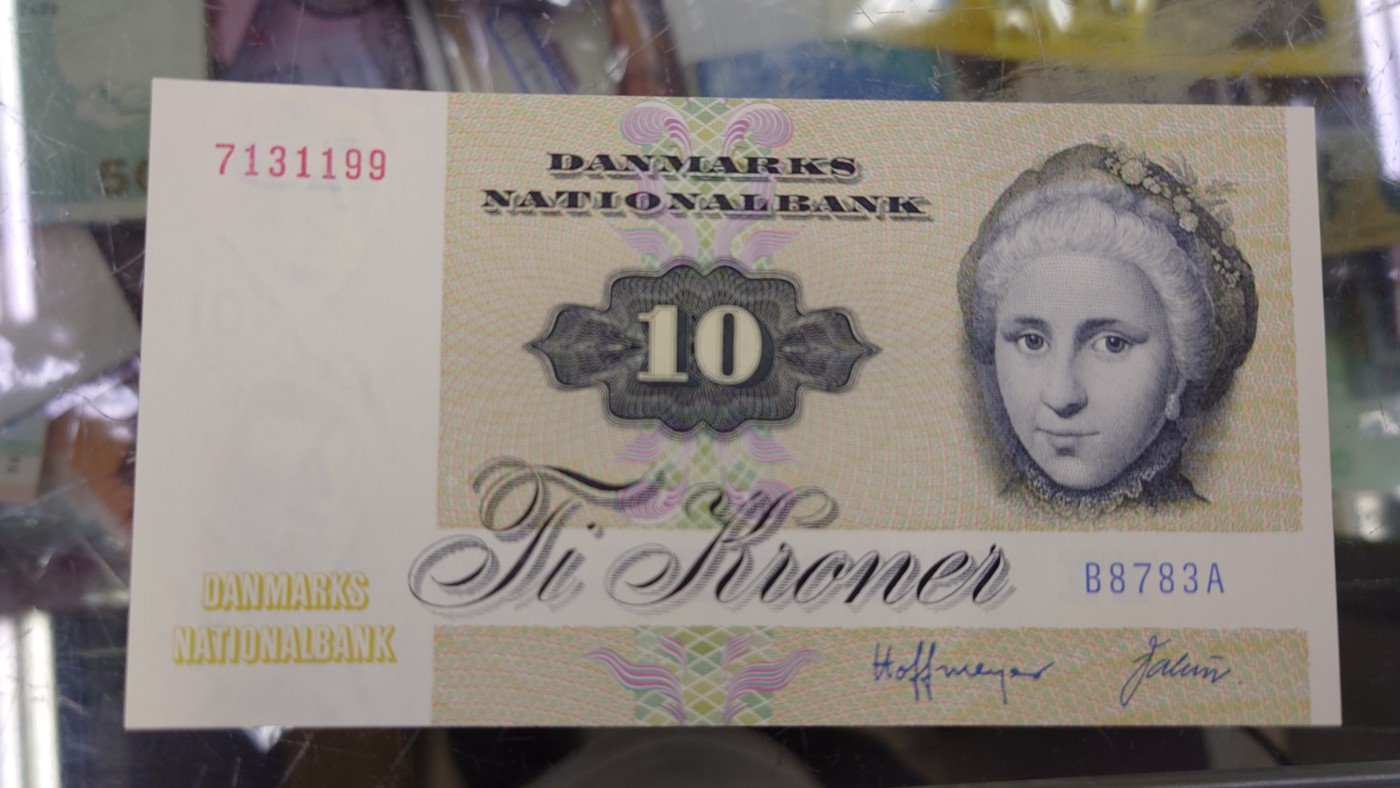 7131199
DANMARKS
NATIONALBANK
10
Ti Kroner
B8783A
DANMARKS
NATIONALBANK
Hoffmeyer